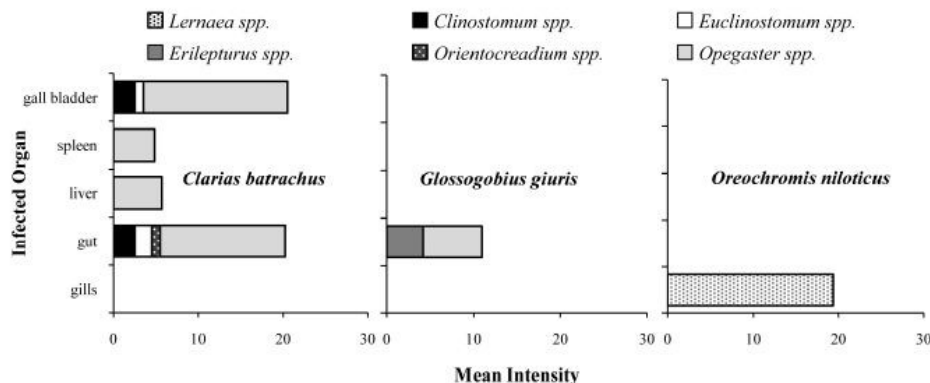 Lernaea spp. Clinostomum spp. Euclinostomum spp.
Erilepturus spp. Orientocreadium spp. Opegaster spp.
Infected Organ
gall bladder
spleen
liver
gut
gills
Clarias batrachus Glossogobius giuris Oreochromis niloticus
0 10 20 30 0 10 20 30 0 10 20 30
Mean Intensity